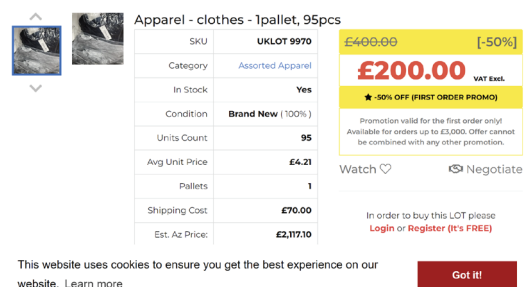 Apparel - clothes - 1pallet, 95pcs
SKU UKLOT 9970
Category Assorted Apparel
In Stock Yes
Condition Brand New (100%)
Units Count 95
Avg Unit Price £4.21
Pallets 1
Shipping Cost £70.00
Est. Az Price: £2,117.10
£400.00 [-50%]
£200.00 VAT Excl.
★ -50% OFF (FIRST ORDER PROMO)
Promotion valid for the first order only!
Available for orders up to £3,000. Offer cannot
be combined with any other promotion.
Watch Negotiate
In order to buy this LOT please
Login or Register (It's FREE)
This website uses cookies to ensure you get the best experience on our
website. Learn more
Got it!